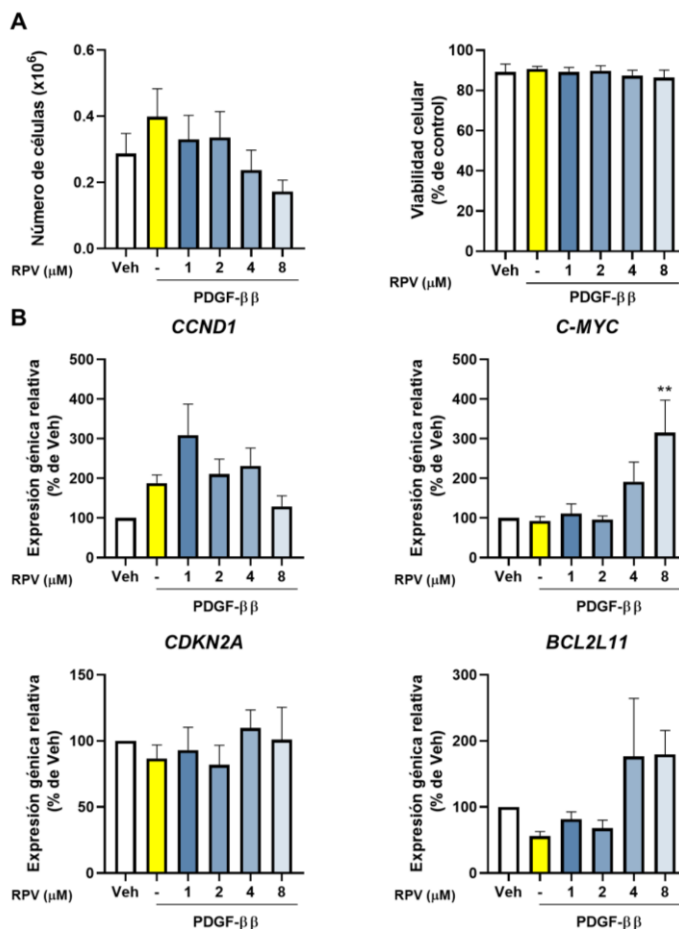 A
Número de células (x10⁶)
0.6
0.4
0.2
0.0
RPV (μM) Veh - 1 2 4 8
PDGF-ββ
Viabilidad celular
(% de control)
100
80
60
40
20
0
RPV (μM) Veh - 1 2 4 8
PDGF-ββ
B
CCND1
Expresión génica relativa
(% de Veh)
500
400
300
200
100
0
RPV (μM) Veh - 1 2 4 8
PDGF-ββ
C-MYC
Expresión génica relativa
(% de Veh)
500
400
300
200
100
0
**
RPV (μM) Veh - 1 2 4 8
PDGF-ββ
CDKN2A
Expresión génica relativa
(% de Veh)
150
100
50
0
RPV (μM) Veh - 1 2 4 8
PDGF-ββ
BCL2L11
Expresión génica relativa
(% de Veh)
300
200
100
0
RPV (μM) Veh - 1 2 4 8
PDGF-ββ